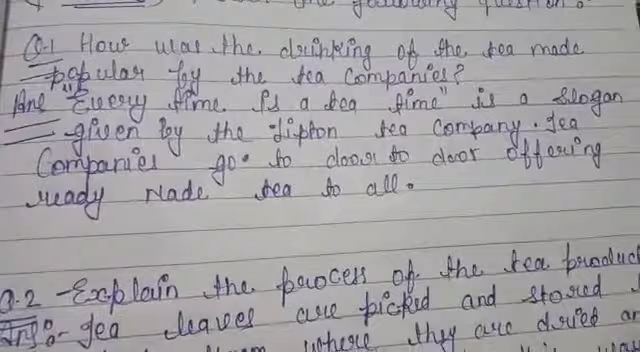 following question.
Q.1 How was the drinking of the tea made
popular by the tea companies?
Ans "Every time is a tea time" is a slogan
given by the lipton tea company. Tea
Companies go to door to door offering
ready Made tea to all.
Q.2 Explain the process of the tea produc
Ans:- Tea leaves are picked and stored
where they are dried an